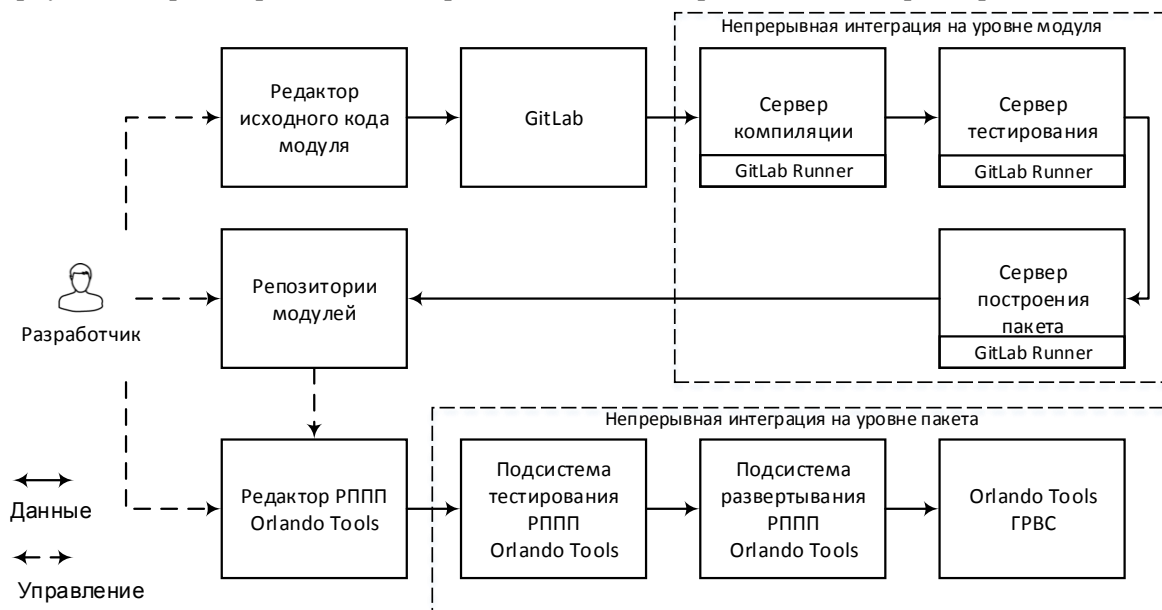 Непрерывная интеграция на уровне модуля
Редактор
исходного кода
модуля
GitLab
Сервер
компиляции
GitLab Runner
Сервер
тестирования
GitLab Runner
Разработчик
Репозитории
модулей
Сервер
построения
пакета
GitLab Runner
Непрерывная интеграция на уровне пакета
Редактор РППП
Orlando Tools
Подсистема
тестирования
РППП
Orlando Tools
Подсистема
развертывания
РППП
Orlando Tools
Orlando Tools
ГРВС
Данные
Управление